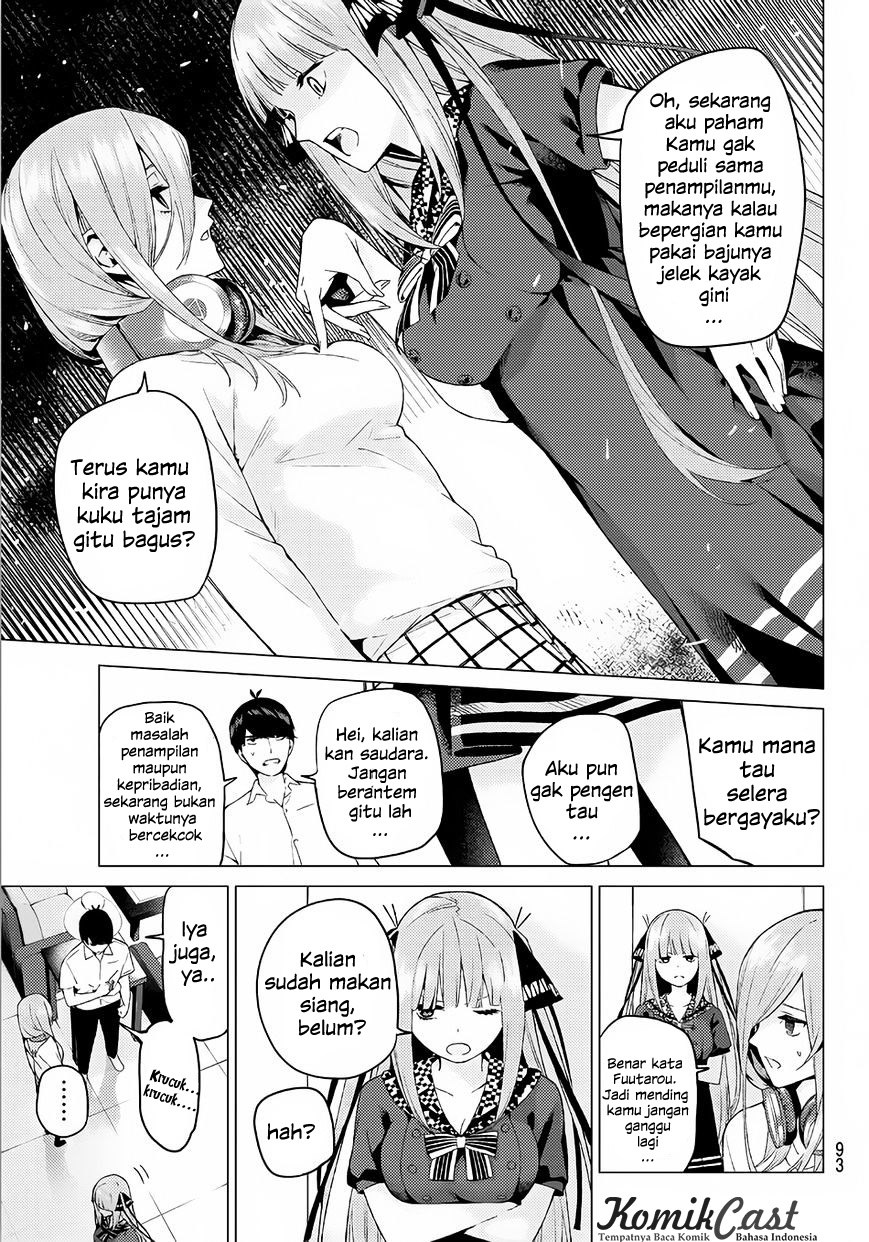 Oh, sekarang
aku paham
Kamu gak
peduli sama
penampilanmu,
makanya kalau
bepergian kamu
pakai bajunya
jelek kayak
gini
...
Terus kamu
kira punya
kuku tajam
gitu bagus?
Kamu mana
tau
selera
bergayaku?
Aku pun
gak pengen
tau
...
Hei, kalian
kan saudara.
Jangan
berantem
gitu lah
...
Baik
masalah
penampilan
maupun
kepribadian,
sekarang bukan
waktunya
bercekcok
...
Benar kata
Fuutarou.
Jadi mending
kamu jangan
ganggu
lagi
...
Kalian
sudah makan
siang,
belum?
hah?
Iya
juga,
ya..
Krucuk...
krucuk....
......
93
KomikCast
Tempatnya Baca Komik Bahasa Indonesia